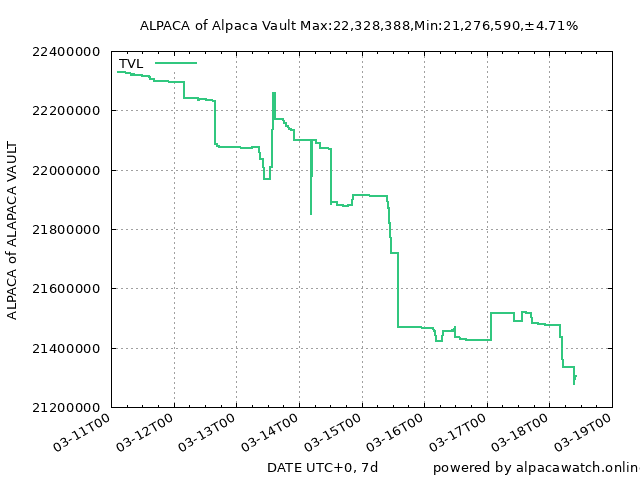 ALPACA of Alpaca Vault Max:22,328,388,Min:21,276,590,±4.71%
TVL
22400000
22200000
22000000
21800000
21600000
21400000
21200000
ALPACA of ALAPACA VAULT
03-11T00
03-12T00
03-13T00
03-14T00
03-15T00
03-16T00
03-17T00
03-18T00
03-19T00
DATE UTC+0, 7d
powered by alpacawatch.online